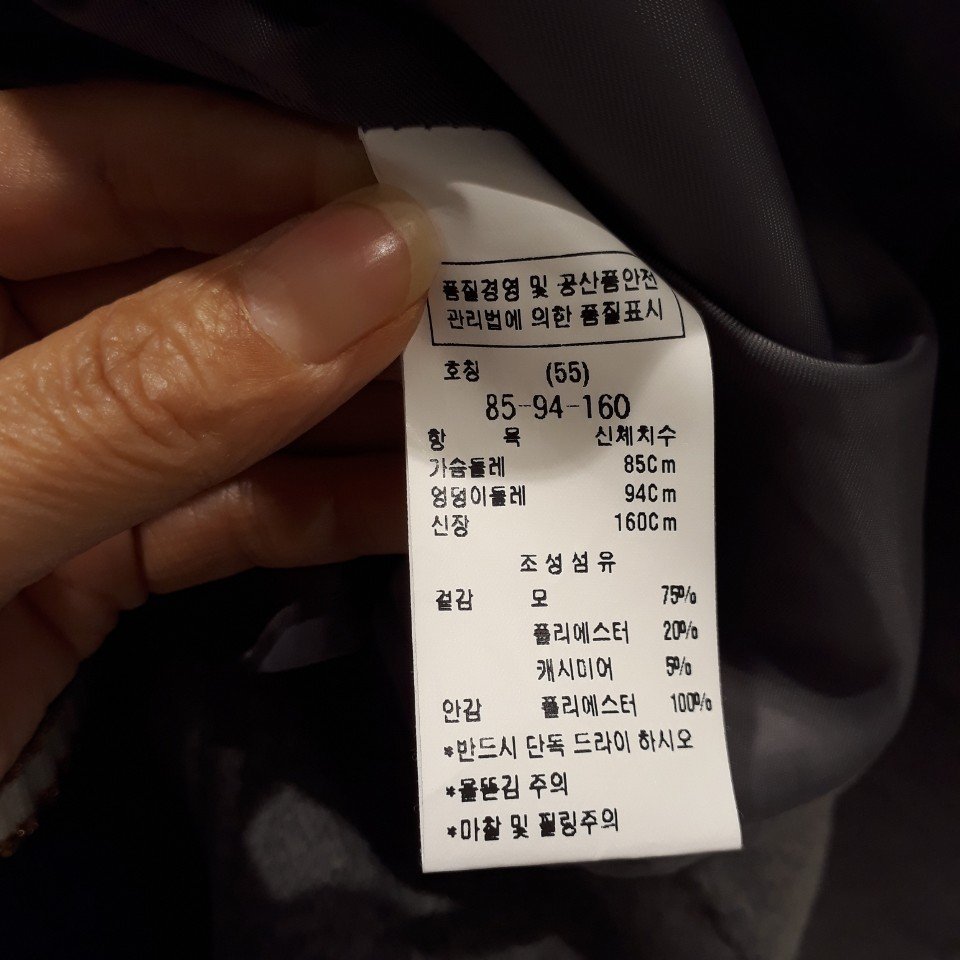 품질경영 및 공산품안전
관리법에 의한 품질표시
호칭 (55)
85-94-160
항 목 신체치수
가슴둘레 85Cm
엉덩이둘레 94Cm
신장 160Cm
조성섬유
겉감 모 75%
폴리에스터 20%
캐시미어 5%
안감 폴리에스터 100%
*반드시 단독 드라이 하시오
*올뜯김 주의
*마찰 및 필링주의